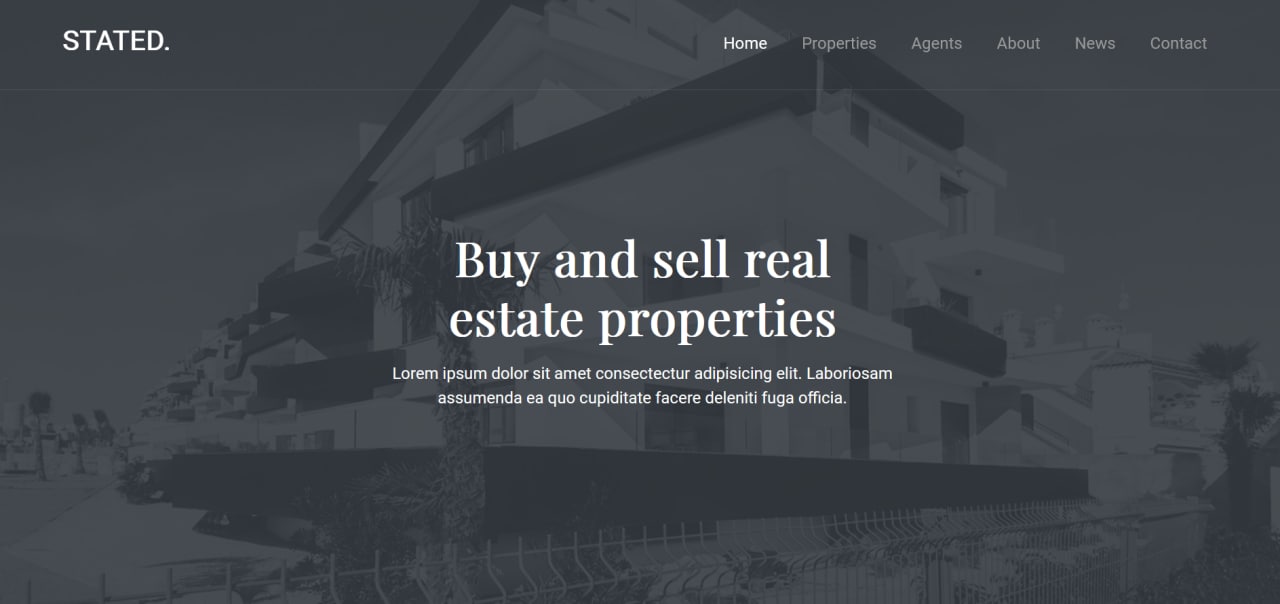 STATED.
Home Properties Agents About News Contact
Buy and sell real
estate properties
Lorem ipsum dolor sit amet consectetur adipisicing elit. Laboriosam
assumenda ea quo cupiditate facere deleniti fuga officia.